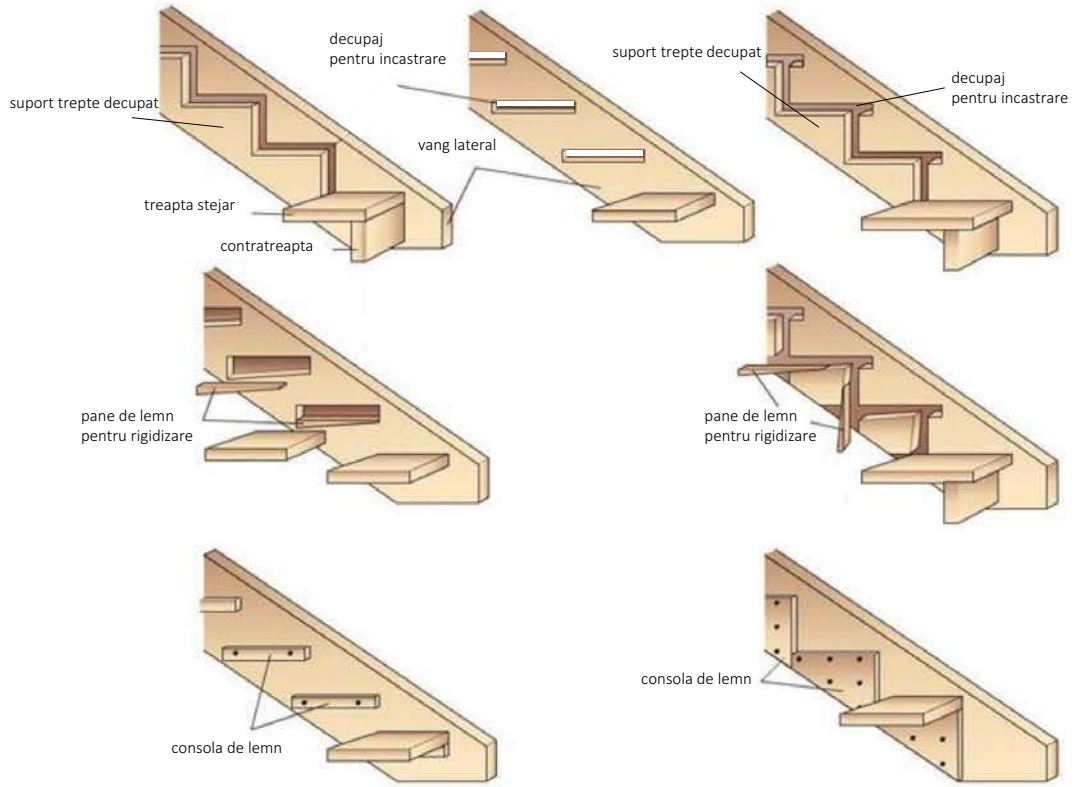 decupaj
pentru incastrare
suport trepte decupat
decupaj
pentru incastrare
suport trepte decupat
vang lateral
treapta stejar
contratreapta
pane de lemn
pentru rigidizare
pane de lemn
pentru rigidizare
consola de lemn
consola de lemn